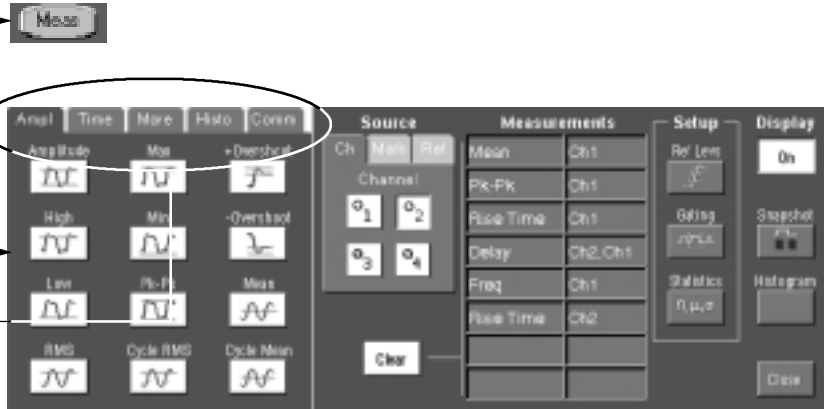 Meas
Ampl Time More Histo Comm
Amplitude Max +Overshoot
High Min -Overshoot
Low Pk-Pk Mean
RMS Cycle RMS Cycle Mean
Source
Ch Math Ref
Channel
1 2
3 4
Clear
Measurements
Mean Ch1
Pk-Pk Ch1
Rise Time Ch1
Delay Ch2, Ch1
Freq Ch1
Rise Time Ch2
Setup
Ref Levs
Gating
Statistics
n,μ,σ
Display
On
Snapshot
Histogram
Close